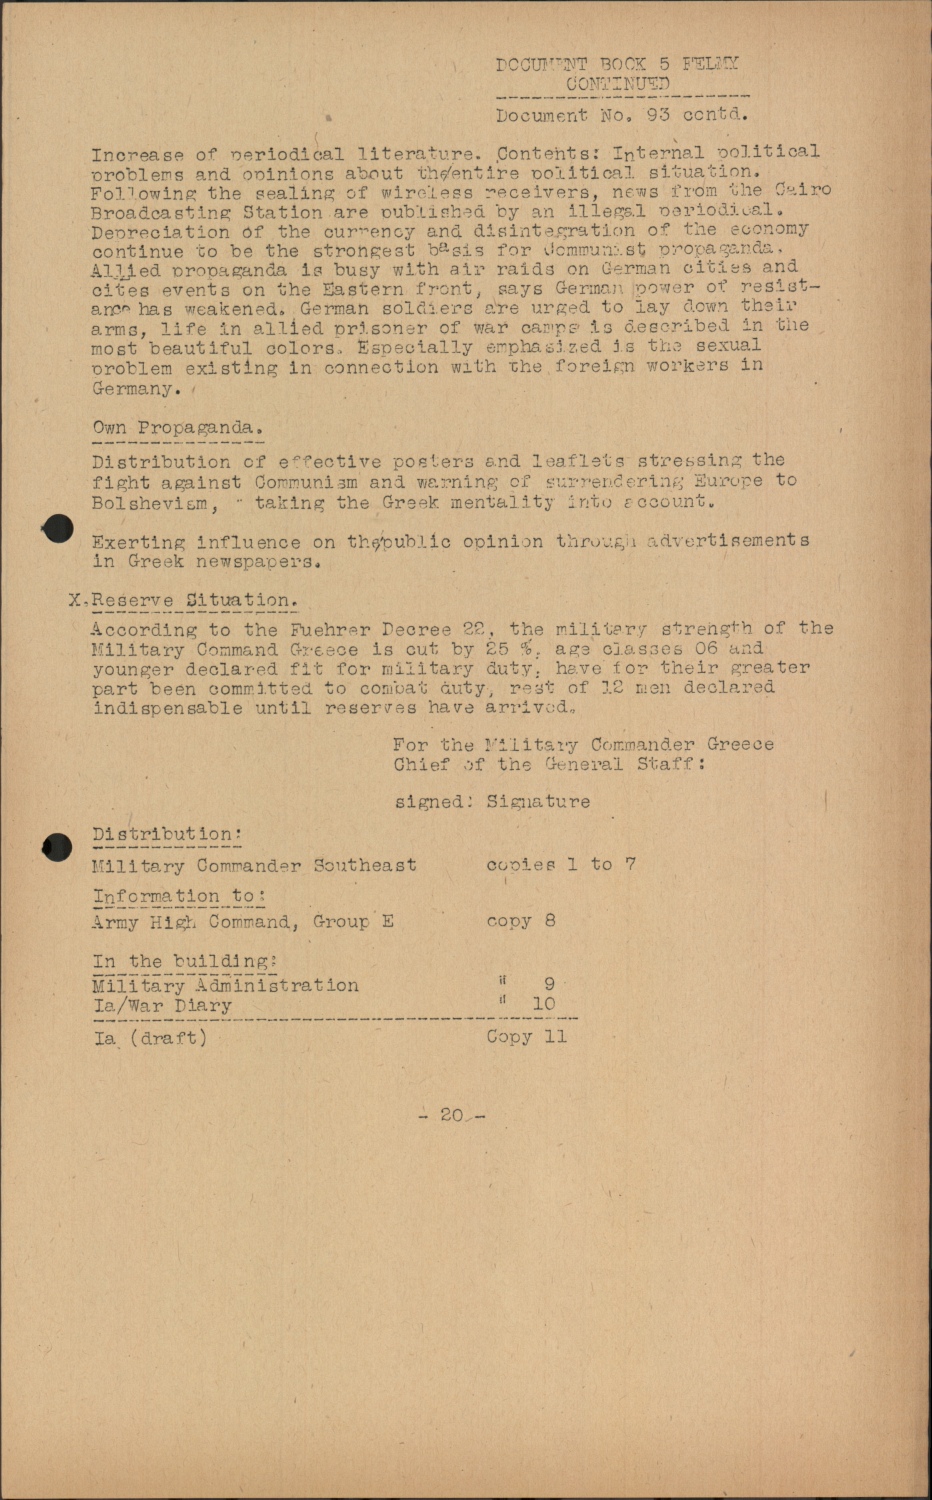 DOCUMENT BOOK 5 FELMY
CONTINUED
Document No. 93 contd.
Increase of periodical literature. Contents: Internal political
problems and opinions about the/entire political situation.
Following the sealing of wireless receivers, news from the Cairo
Broadcasting Station are published by an illegal periodical.
Depreciation of the currency and disintegration of the economy
continue to be the strongest basis for Communist propaganda.
Allied propaganda is busy with air raids on German cities and
cites events on the Eastern front, says German power of resist-
ance has weakened. German soldiers are urged to lay down their
arms, life in allied prisoner of war camps is described in the
most beautiful colors. Especially emphasized is the sexual
problem existing in connection with the foreign workers in
Germany.
Own Propaganda.
Distribution of effective posters and leaflets stressing the
fight against Communism and warning of surrendering Europe to
Bolshevism, " taking the Greek mentality into account.
Exerting influence on the/public opinion through advertisements
in Greek newspapers.
X. Reserve Situation.
According to the Fuehrer Decree 22, the military strength of the
Military Command Greece is cut by 25 %, age classes 06 and
younger declared fit for military duty, have for their greater
part been committed to combat duty, rest of 12 men declared
indispensable until reserves have arrived.
For the Military Commander Greece
Chief of the General Staff:
signed: Signature
Distribution:
Military Commander Southeast copies 1 to 7
Information to:
Army High Command, Group E copy 8
In the building:
Military Administration " 9
Ia/War Diary " 10
Ia (draft) Copy 11
- 20 -